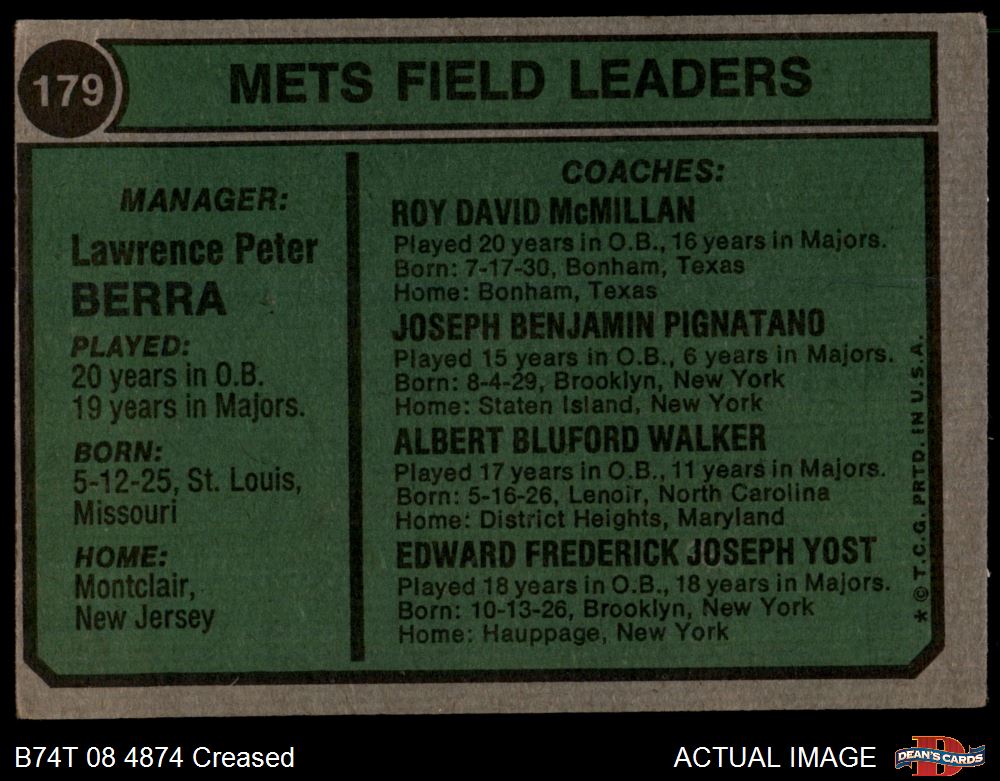 179
METS FIELD LEADERS
MANAGER:
Lawrence Peter
BERRA
PLAYED:
20 years in O.B.
19 years in Majors.
BORN:
5-12-25, St. Louis,
Missouri
HOME:
Montclair,
New Jersey
COACHES:
ROY DAVID McMILLAN
Played 20 years in O.B., 16 years in Majors.
Born: 7-17-30, Bonham, Texas
Home: Bonham, Texas
JOSEPH BENJAMIN PIGNATANO
Played 15 years in O.B., 6 years in Majors.
Born: 8-4-29, Brooklyn, New York
Home: Staten Island, New York
ALBERT BLUFORD WALKER
Played 17 years in O.B., 11 years in Majors.
Born: 5-16-26, Lenoir, North Carolina
Home: District Heights, Maryland
EDWARD FREDERICK JOSEPH YOST
Played 18 years in O.B., 18 years in Majors.
Born: 10-13-26, Brooklyn, New York
Home: Hauppage, New York
* © T.C.G. PRTD. IN U.S.A.
B74T 08 4874 Creased
ACTUAL IMAGE
D
DEAN'S CARDS